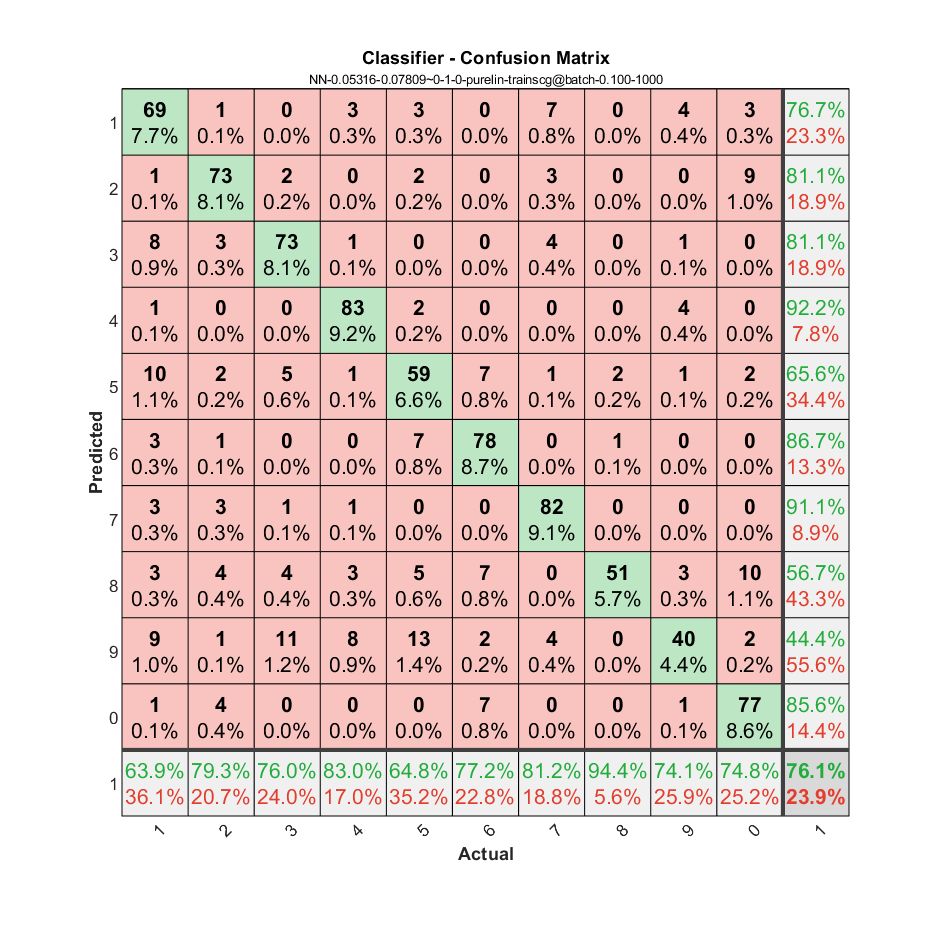 Classifier - Confusion Matrix
NN-0.05316-0.07809~0-1-0-purelin-trainscg@batch-0.100-1000
69 1 0 3 3 0 7 0 4 3 76.7%
1
7.7% 0.1% 0.0% 0.3% 0.3% 0.0% 0.8% 0.0% 0.4% 0.3% 23.3%
1 73 2 0 2 0 3 0 0 9 81.1%
2
0.1% 8.1% 0.2% 0.0% 0.2% 0.0% 0.3% 0.0% 0.0% 1.0% 18.9%
8 3 73 1 0 0 4 0 1 0 81.1%
3
0.9% 0.3% 8.1% 0.1% 0.0% 0.0% 0.4% 0.0% 0.1% 0.0% 18.9%
1 0 0 83 2 0 0 0 4 0 92.2%
4
0.1% 0.0% 0.0% 9.2% 0.2% 0.0% 0.0% 0.0% 0.4% 0.0% 7.8%
10 2 5 1 59 7 1 2 1 2 65.6%
5
1.1% 0.2% 0.6% 0.1% 6.6% 0.8% 0.1% 0.2% 0.1% 0.2% 34.4%
Predicted
3 1 0 0 7 78 0 1 0 0 86.7%
6
0.3% 0.1% 0.0% 0.0% 0.8% 8.7% 0.0% 0.1% 0.0% 0.0% 13.3%
3 3 1 1 0 0 82 0 0 0 91.1%
7
0.3% 0.3% 0.1% 0.1% 0.0% 0.0% 9.1% 0.0% 0.0% 0.0% 8.9%
3 4 4 3 5 7 0 51 3 10 56.7%
8
0.3% 0.4% 0.4% 0.3% 0.6% 0.8% 0.0% 5.7% 0.3% 1.1% 43.3%
9 1 11 8 13 2 4 0 40 2 44.4%
9
1.0% 0.1% 1.2% 0.9% 1.4% 0.2% 0.4% 0.0% 4.4% 0.2% 55.6%
1 4 0 0 0 7 0 0 1 77 85.6%
0
0.1% 0.4% 0.0% 0.0% 0.0% 0.8% 0.0% 0.0% 0.1% 8.6% 14.4%
63.9% 79.3% 76.0% 83.0% 64.8% 77.2% 81.2% 94.4% 74.1% 74.8% 76.1%
1
36.1% 20.7% 24.0% 17.0% 35.2% 22.8% 18.8% 5.6% 25.9% 25.2% 23.9%
1 2 3 4 5 6 7 8 9 0 1
Actual